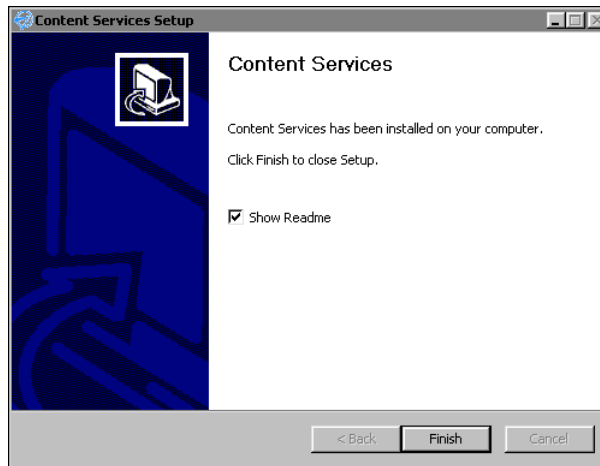 Content Services Setup
Content Services
Content Services has been installed on your computer.
Click Finish to close Setup.
Show Readme
< Back
Finish
Cancel